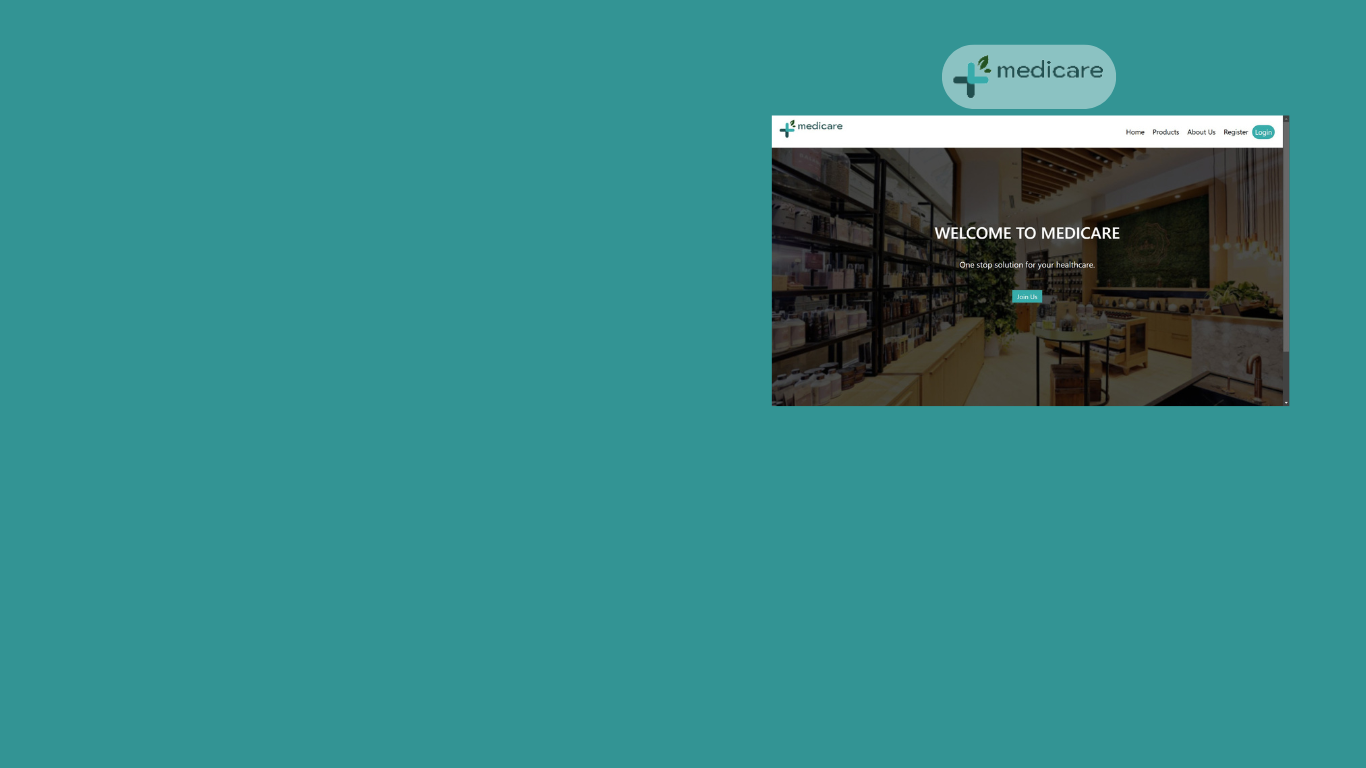 medicare
medicare
Home Products About Us Register Login
WELCOME TO MEDICARE
One stop solution for your healthcare.
Join Us